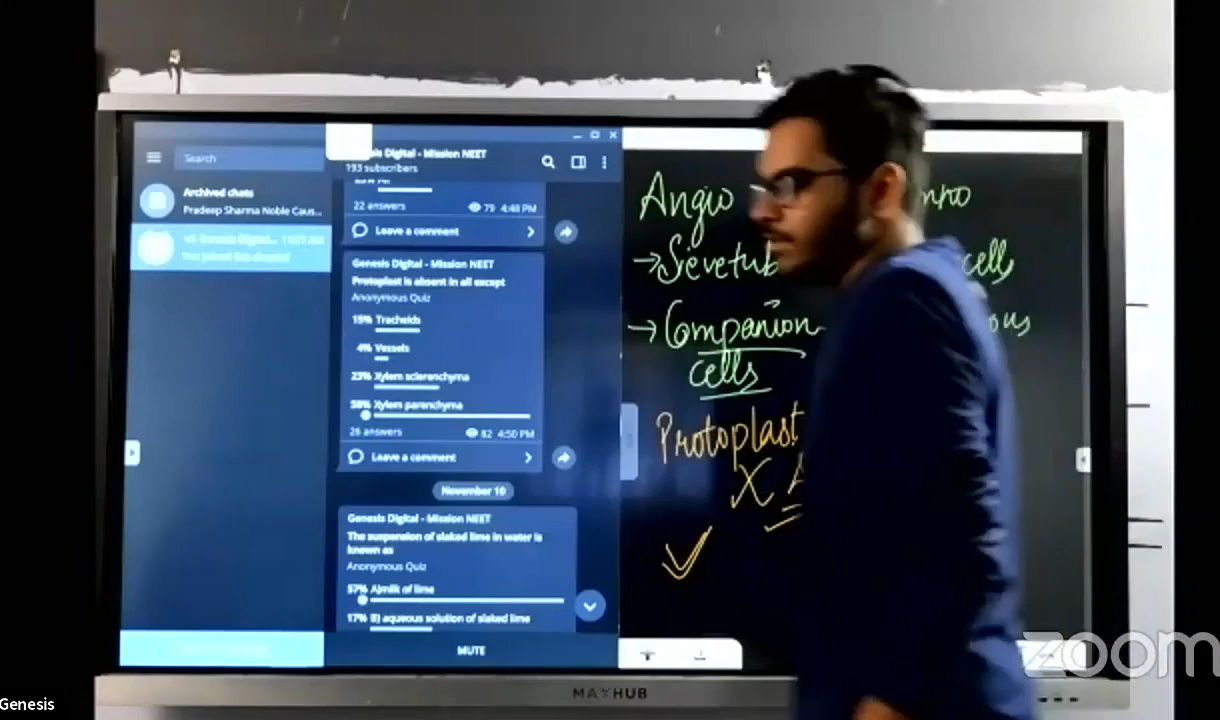 Search
Archived chats
Pradeep Sharma Noble Caus...
Digital - Mission NEET
193 subscribers
22 answers 79 4:48 PM
Leave a comment
Genesis Digital - Mission NEET
Protoplast is absent in all except
Anonymous Quiz
15% Tracheids
4% Vessels
23% Xylem sclerenchyma
58% Xylem parenchyma
26 answers 82 4:50 PM
Leave a comment
November 10
Genesis Digital - Mission NEET
The suspension of slaked lime in water is
known as
Anonymous Quiz
57% A)milk of lime
17% B) aqueous solution of slaked lime
MUTE
Angio
→ Sievetub cell
→ Companion ous
cells
Protoplast
X
MAXHUB
zoom
Genesis